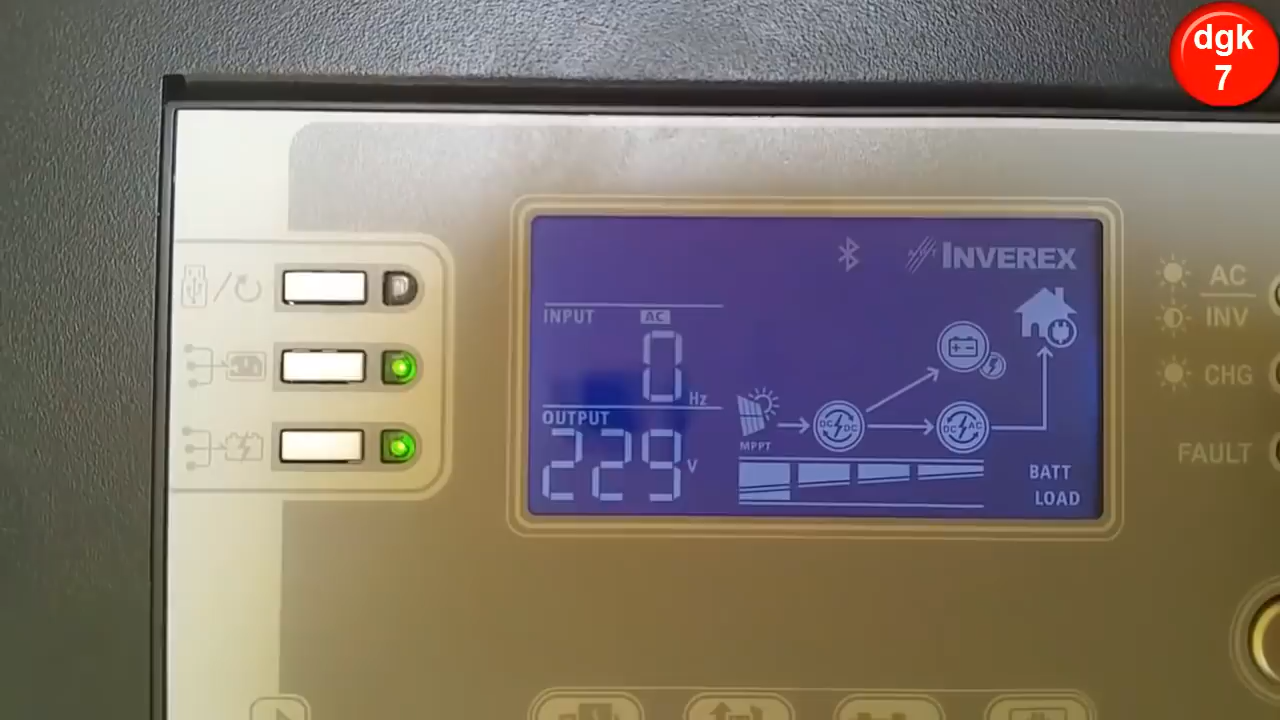 dgk
7
INVEREX
INPUT AC
0 Hz
OUTPUT
229 V
MPPT
DC DC
DC AC
BATT
LOAD
AC
INV
CHG
FAULT